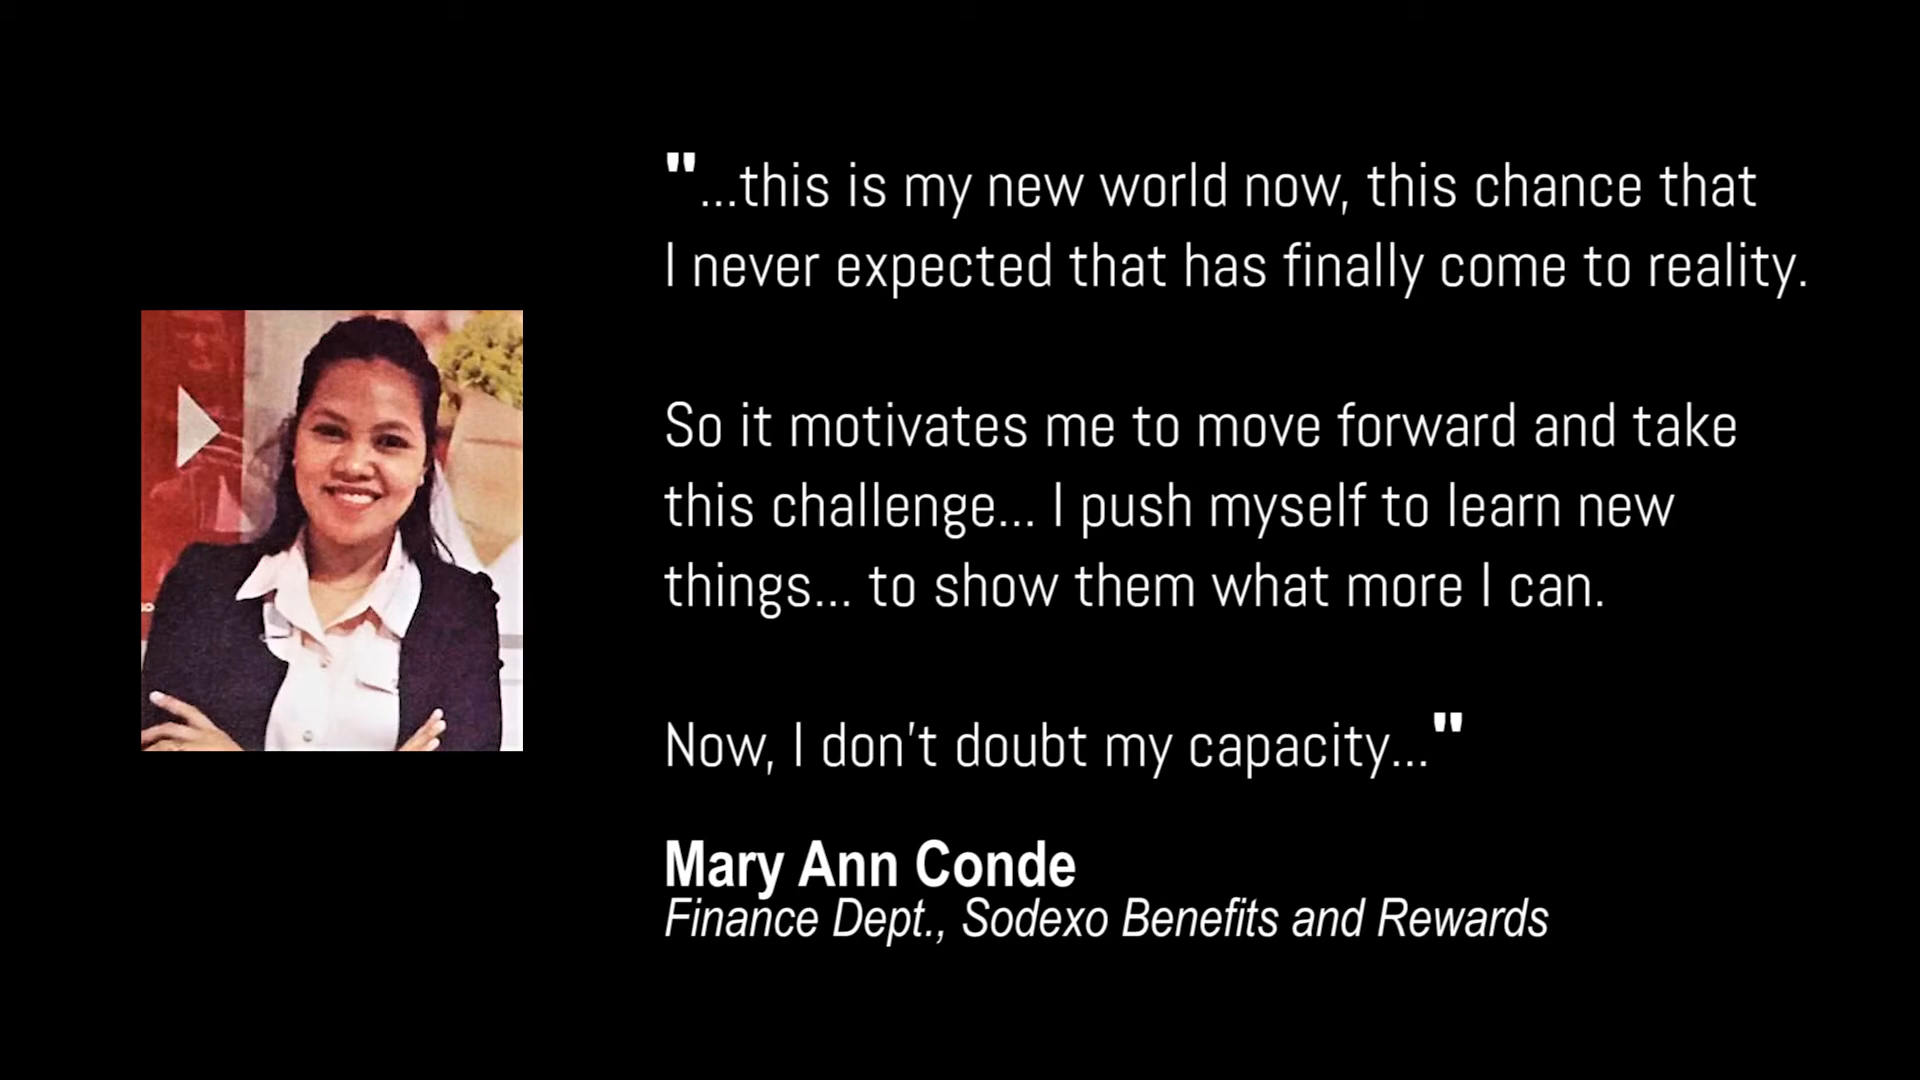 "...this is my new world now, this chance that
I never expected that has finally come to reality.
So it motivates me to move forward and take
this challenge... I push myself to learn new
things... to show them what more I can.
Now, I don't doubt my capacity..."
Mary Ann Conde
Finance Dept., Sodexo Benefits and Rewards